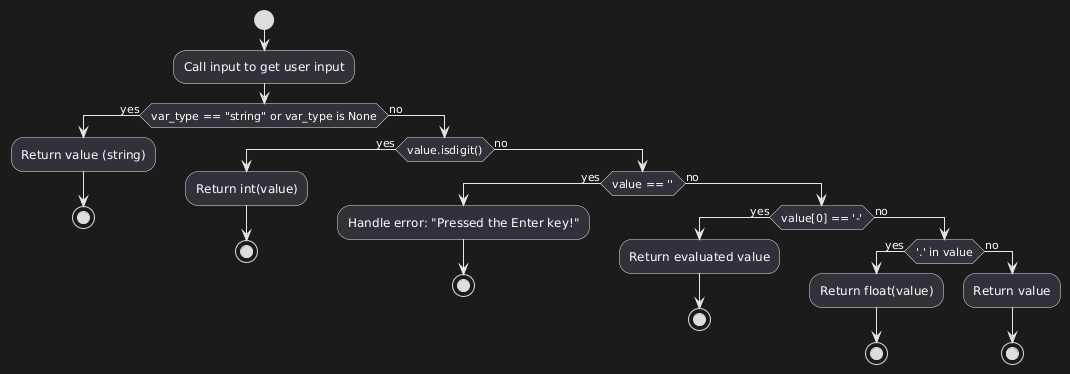 Call input to get user input
yes
var_type == "string" or var_type is None
no
Return value (string)
yes
value.isdigit()
no
Return int(value)
yes
value == ''
no
Handle error: "Pressed the Enter key!"
yes
value[0] == '-'
no
Return evaluated value
yes
'.' in value
no
Return float(value)
Return value